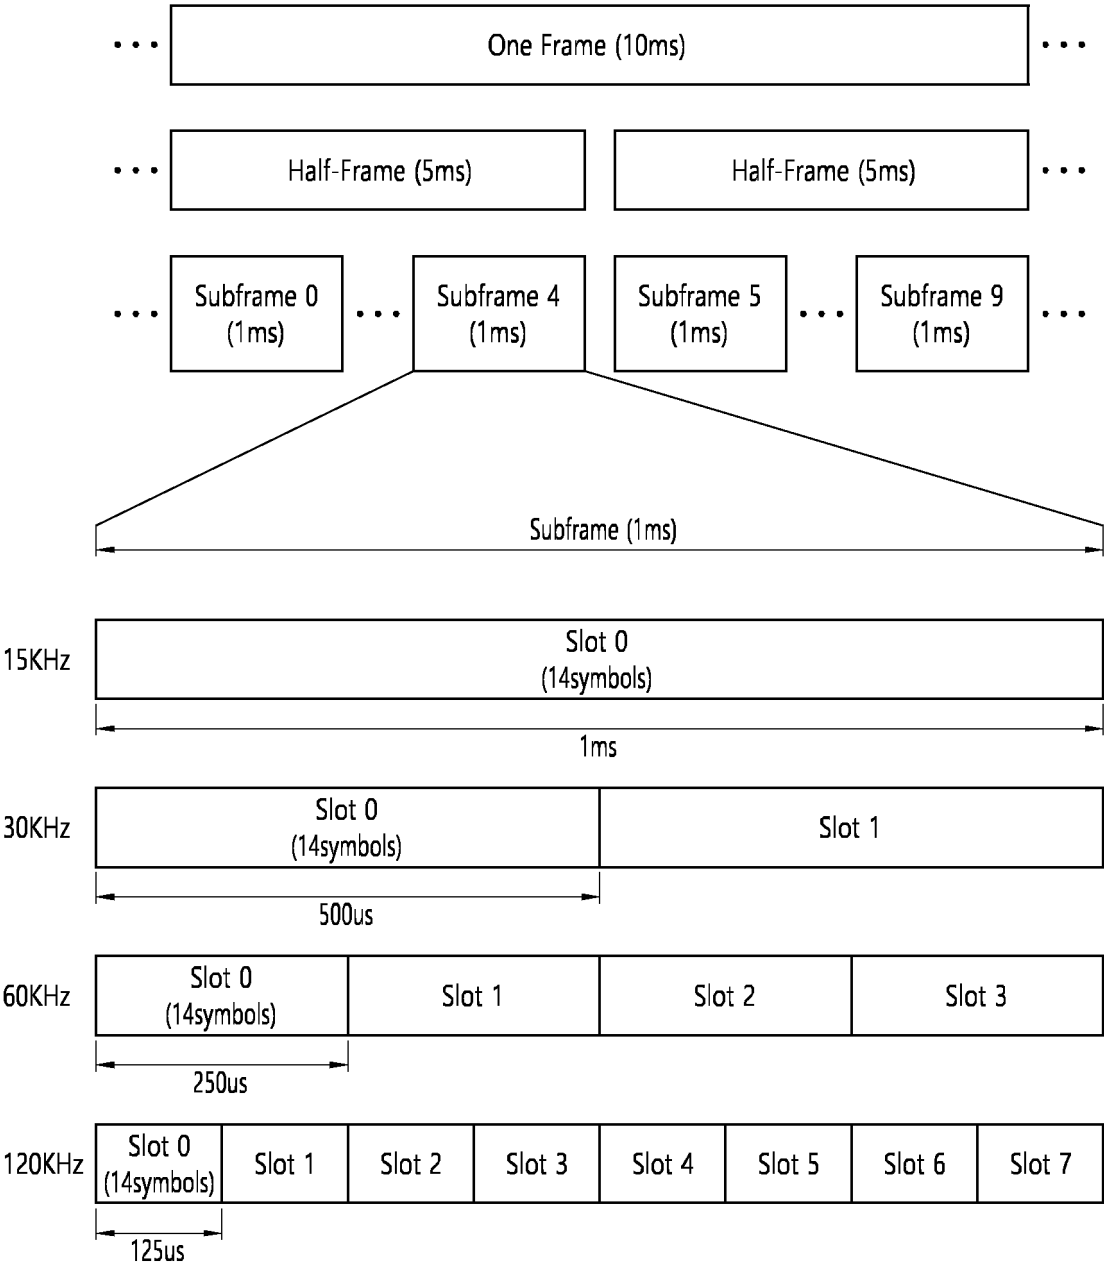 One Frame (10ms)
Half-Frame (5ms) Half-Frame (5ms)
Subframe 0 Subframe 4 Subframe 5 Subframe 9
(1ms) (1ms) (1ms) (1ms)
Subframe (1ms)
Slot 0
15KHz
(14symbols)
1ms
Slot 0
30KHz Slot 1
(14symbols)
500us
Slot 0
60KHz Slot 1 Slot 2 Slot 3
(14symbols)
250us
Slot 0
120KHz Slot 1 Slot 2 Slot 3 Slot 4 Slot 5 Slot 6 Slot 7
(14symbols)
125us